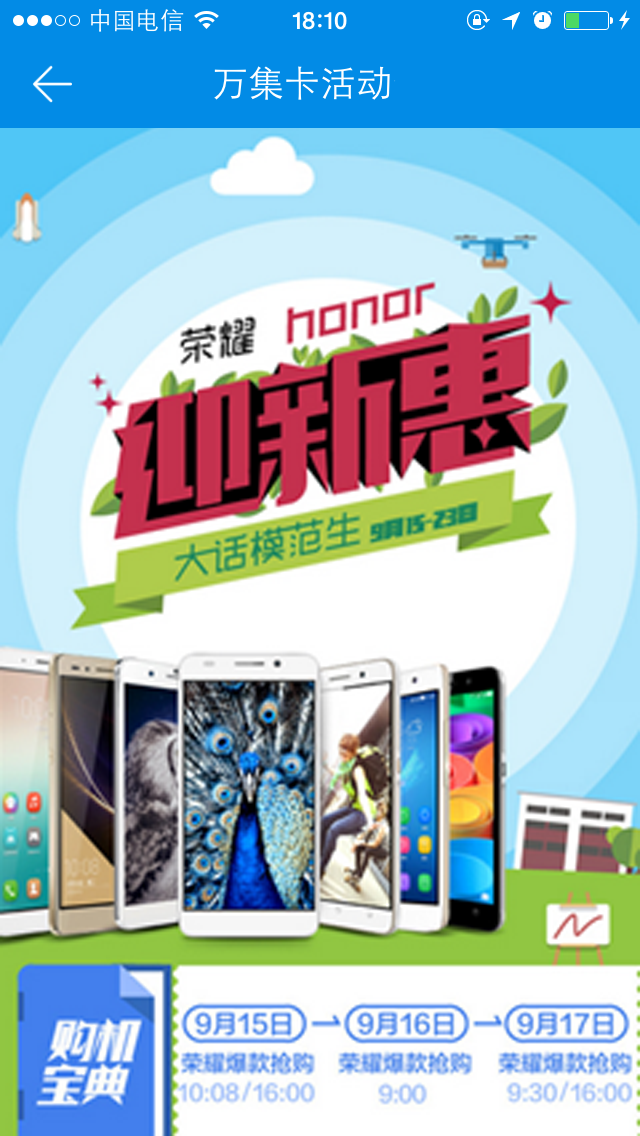 中国电信 18:10
万集卡活动
荣耀 honor
迎新惠
大话模范生 9月15-23日
购机
宝典
9月15日 9月16日 9月17日
荣耀爆款抢购 荣耀爆款抢购 荣耀爆款抢购
10:08/16:00 9:00 9:30/16:00